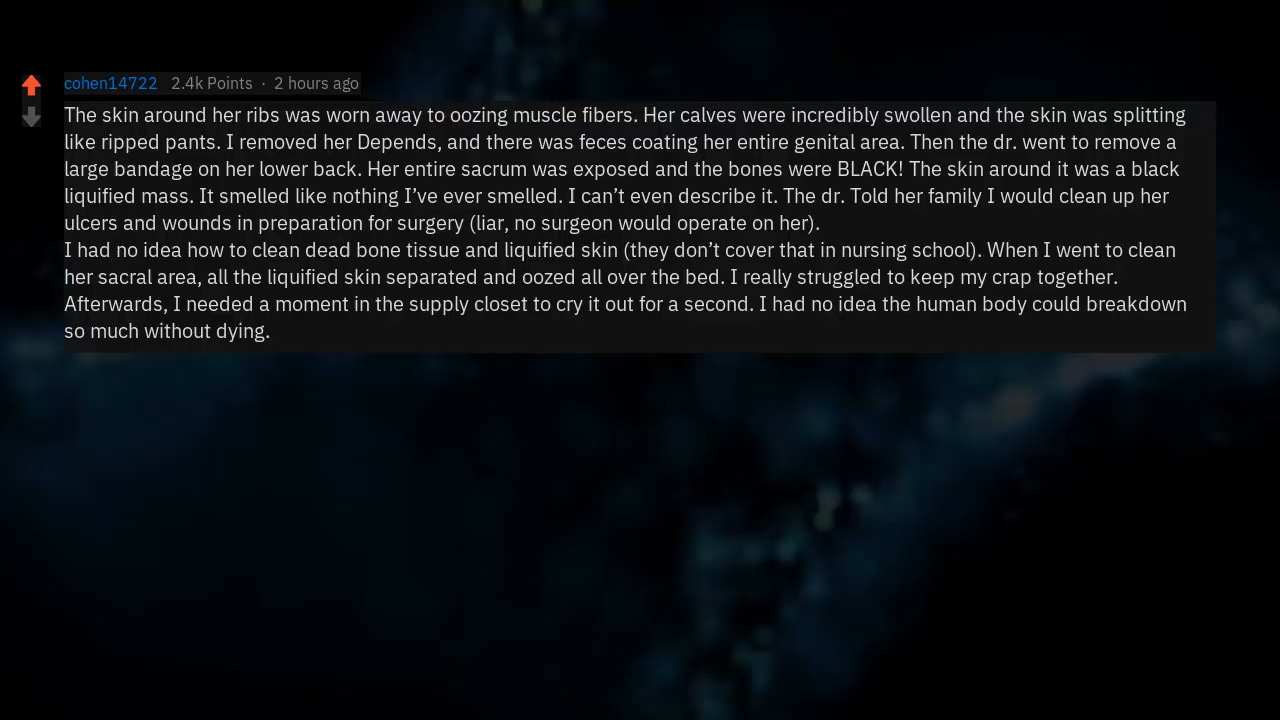 cohen14722 2.4k Points · 2 hours ago
The skin around her ribs was worn away to oozing muscle fibers. Her calves were incredibly swollen and the skin was splitting
like ripped pants. I removed her Depends, and there was feces coating her entire genital area. Then the dr. went to remove a
large bandage on her lower back. Her entire sacrum was exposed and the bones were BLACK! The skin around it was a black
liquified mass. It smelled like nothing I’ve ever smelled. I can’t even describe it. The dr. Told her family I would clean up her
ulcers and wounds in preparation for surgery (liar, no surgeon would operate on her).
I had no idea how to clean dead bone tissue and liquified skin (they don’t cover that in nursing school). When I went to clean
her sacral area, all the liquified skin separated and oozed all over the bed. I really struggled to keep my crap together.
Afterwards, I needed a moment in the supply closet to cry it out for a second. I had no idea the human body could breakdown
so much without dying.